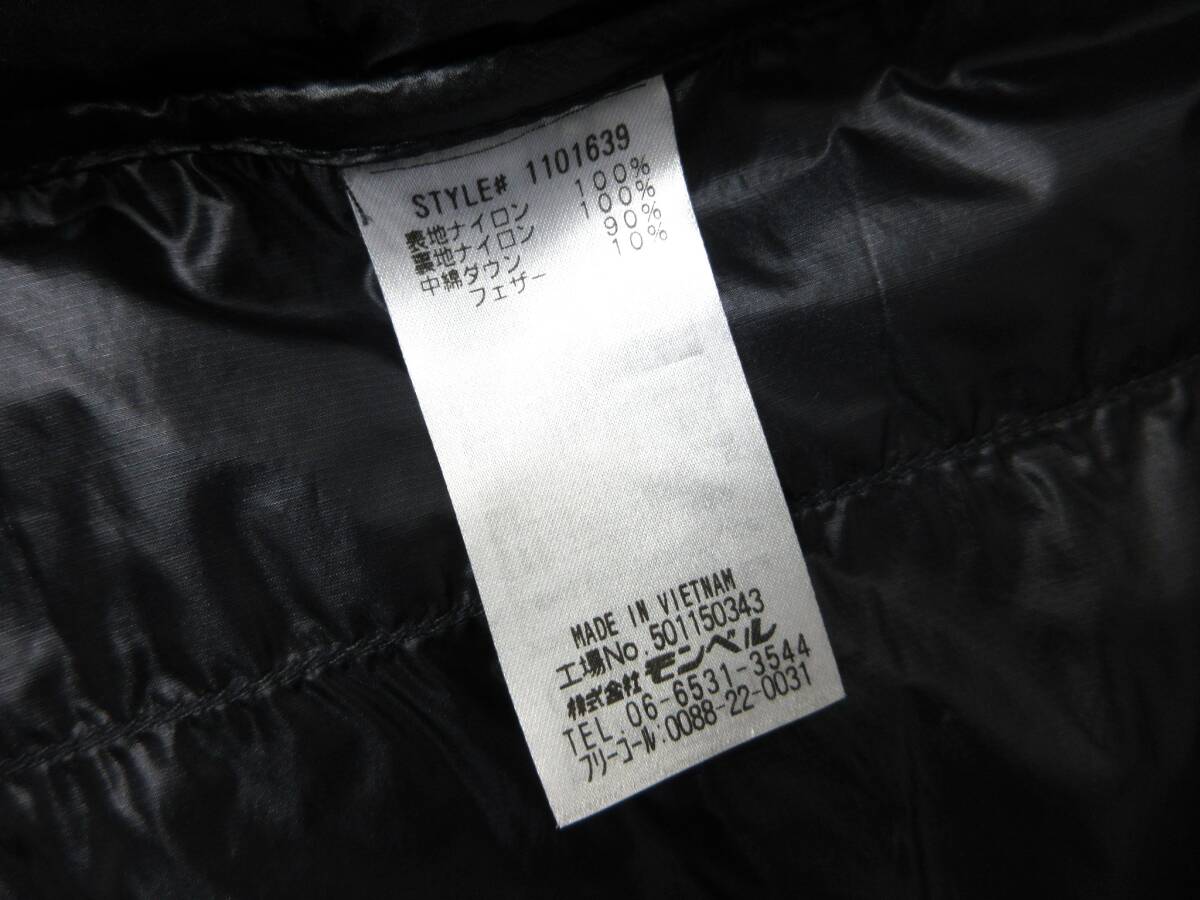 STYLE# 1101639
表地ナイロン 100%
裏地ナイロン 100%
中綿ダウン 90%
フェザー 10%
MADE IN VIETNAM
工場No.501150343
株式会社モンベル
TEL.06-6531-3544
フリーコール:0088-22-0031